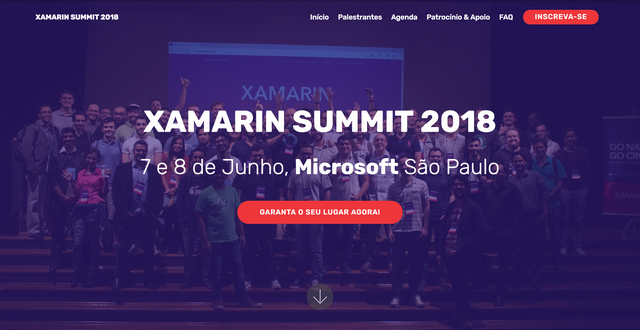 XAMARIN SUMMIT 2018
Início Palestrantes Agenda Patrocínio & Apoio FAQ INSCREVA-SE
XAMARIN
XAMARIN SUMMIT 2018
7 e 8 de Junho, Microsoft São Paulo
GO NA
GO CR
GARANTA O SEU LUGAR AGORA!